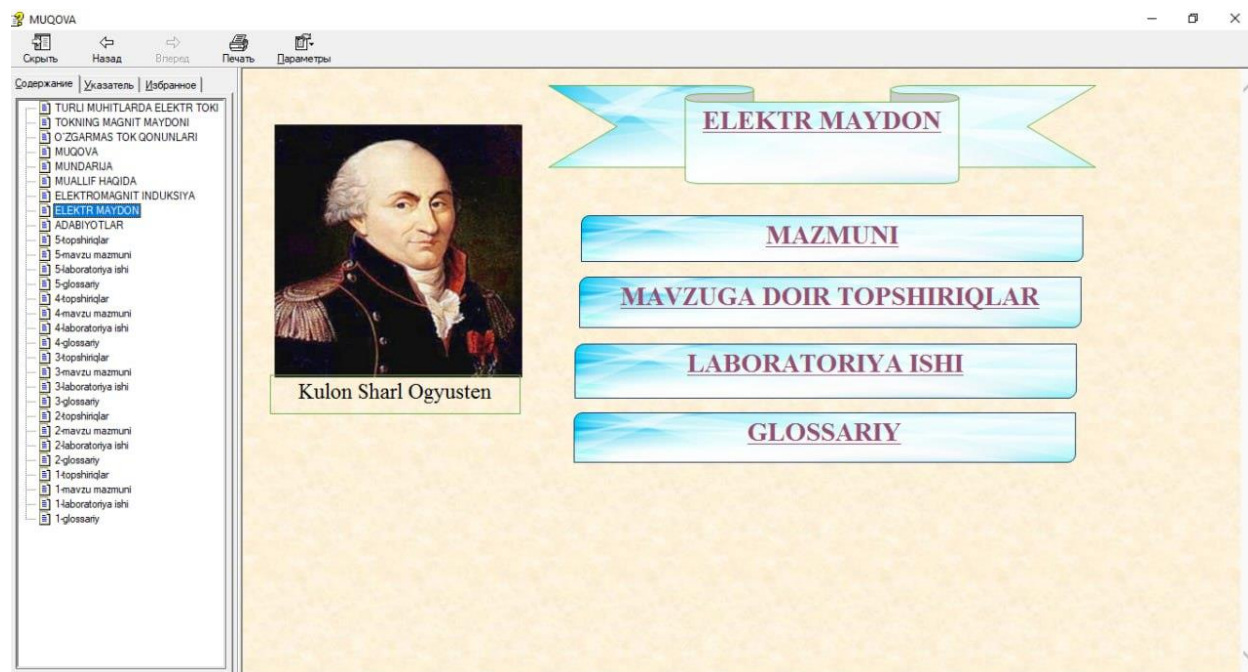 MUQOVA
Скрыть Назад Вперед Печать Параметры
Содержание Указатель Избранное
TURLI MUHITLARDA ELEKTR TOKI
TOKNING MAGNIT MAYDONI
O'ZGARMAS TOK QONUNLARI
MUQOVA
MUNDARIJA
MUALLIF HAQIDA
ELEKTROMAGNIT INDUKSIYA
ELEKTR MAYDON
ADABIYOTLAR
5-topshiriqlar
5-mavzu mazmuni
5-laboratoriya ishi
5-glossariy
4-topshiriqlar
4-mavzu mazmuni
4-laboratoriya ishi
4-glossariy
3-topshiriqlar
3-mavzu mazmuni
3-laboratoriya ishi
3-glossariy
2-topshiriqlar
2-mavzu mazmuni
2-laboratoriya ishi
2-glossariy
1-topshiriqlar
1-mavzu mazmuni
1-laboratoriya ishi
1-glossariy
ELEKTR MAYDON
Kulon Sharl Ogyusten
MAZMUNI
MAVZUGA DOIR TOPSHIRIQLAR
LABORATORIYA ISHI
GLOSSARIY